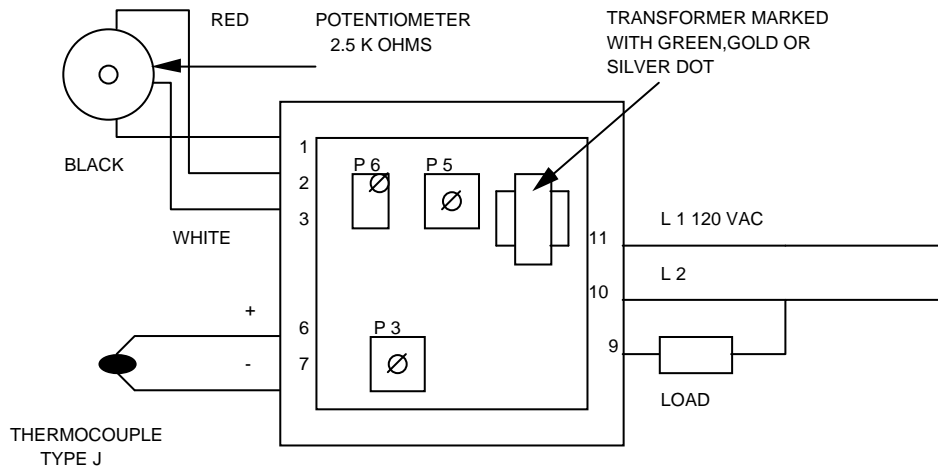 RED
POTENTIOMETER
2.5 K OHMS
TRANSFORMER MARKED
WITH GREEN,GOLD OR
SILVER DOT
BLACK
WHITE
1
2
3
P 6
P 5
11
L 1 120 VAC
L 2
10
+
6
P 3
9
-
7
LOAD
THERMOCOUPLE
TYPE J